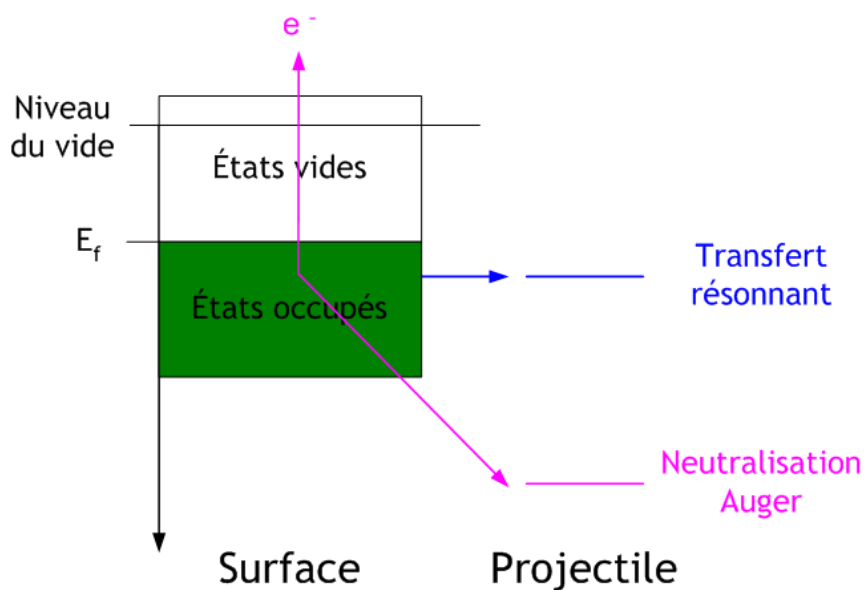 e -
Niveau
du vide
États vides
Ef
États occupés
Transfert
résonnant
Neutralisation
Auger
Surface
Projectile